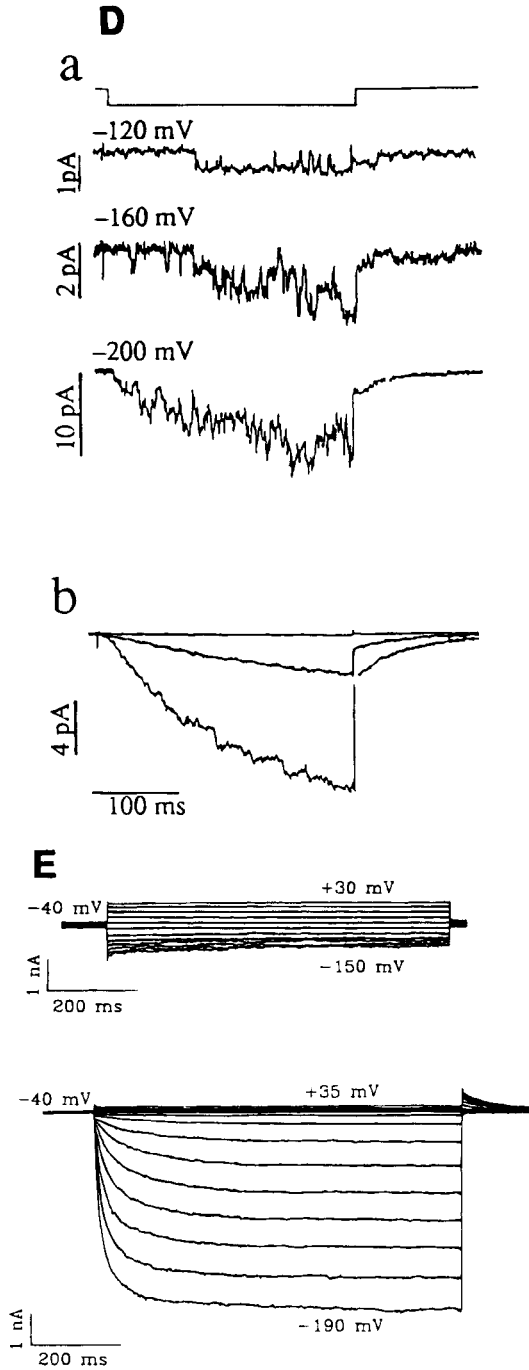 D
a
−120 mV
1pA
−160 mV
2 pA
−200 mV
10 pA
b
4 pA
100 ms
E
+30 mV
−40 mV
−150 mV
1 nA
200 ms
−40 mV
+35 mV
−190 mV
1 nA
200 ms